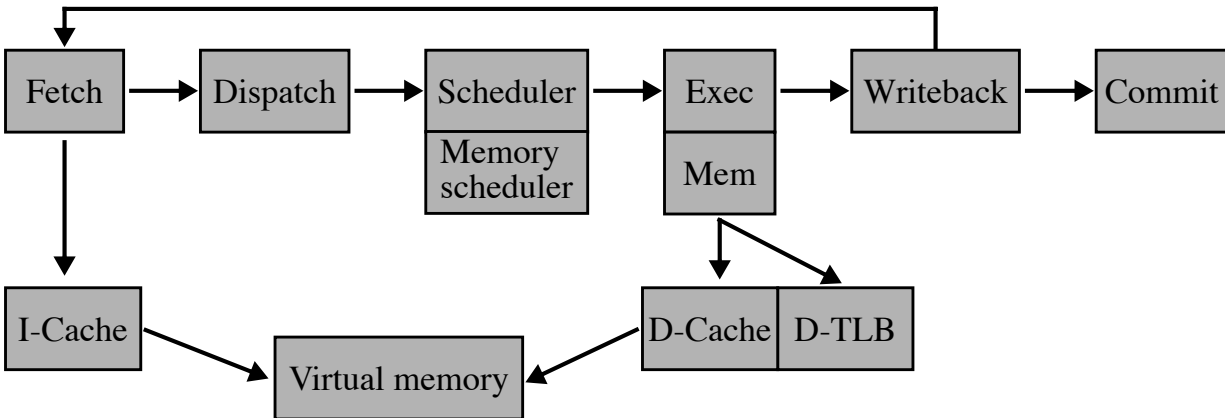 Fetch
Dispatch
Scheduler
Exec
Writeback
Commit
Memory
scheduler
Mem
I-Cache
D-Cache
D-TLB
Virtual memory